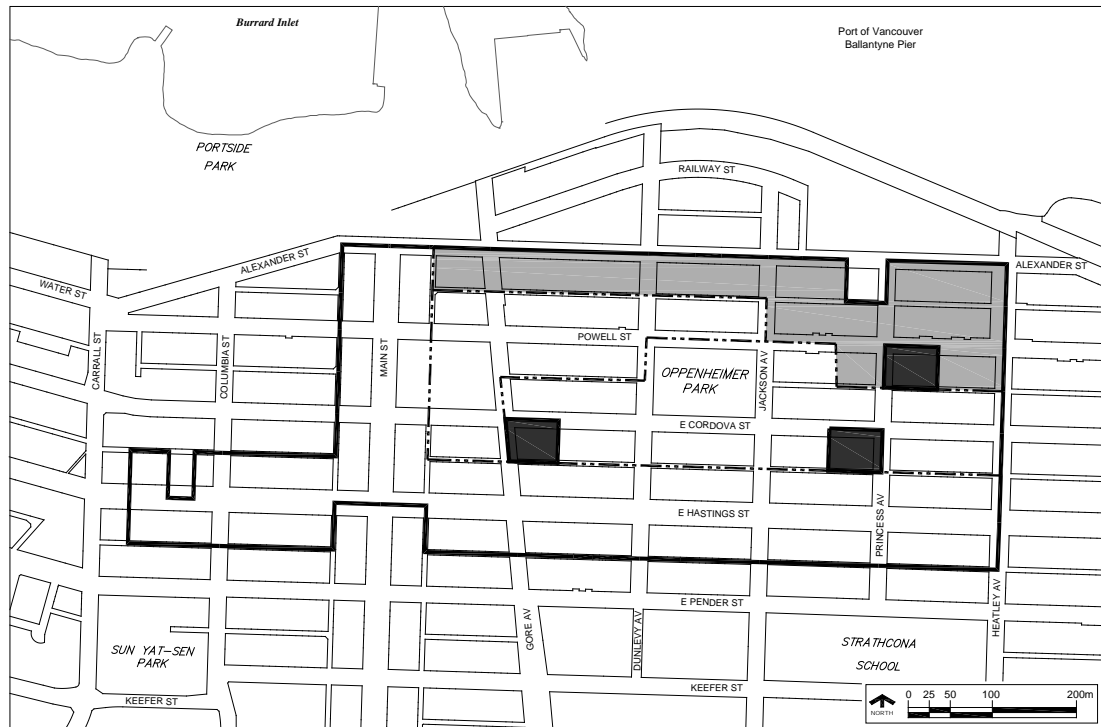 Burrard Inlet
Port of Vancouver
Ballantyne Pier
PORTSIDE
PARK
RAILWAY ST
ALEXANDER ST
ALEXANDER ST
WATER ST
CARRALL ST
COLUMBIA ST
MAIN ST
POWELL ST
OPPENHEIMER
PARK
JACKSON AV
E CORDOVA ST
E HASTINGS ST
PRINCESS AV
E PENDER ST
GORE AV
DUNLEVY AV
HEATLEY AV
SUN YAT-SEN
PARK
STRATHCONA
SCHOOL
KEEFER ST
KEEFER ST
NORTH
0 25 50 100 200m